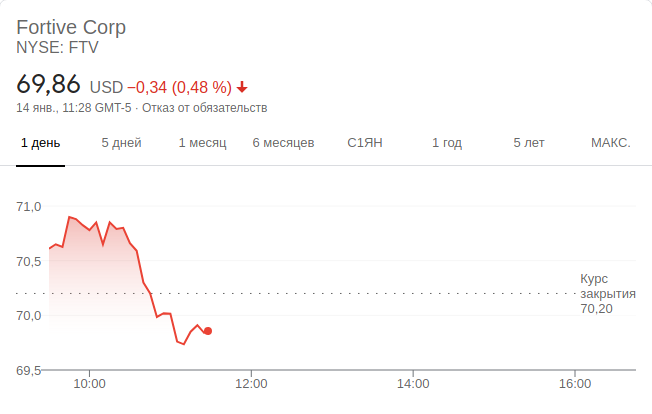 Fortive Corp
NYSE: FTV
69,86 USD −0,34 (0,48 %)
14 янв., 11:28 GMT-5 · Отказ от обязательств
1 день 5 дней 1 месяц 6 месяцев С1ЯН 1 год 5 лет МАКС.
71,0
70,5
Курс
закрытия
70,20
70,0
69,5
10:00 12:00 14:00 16:00